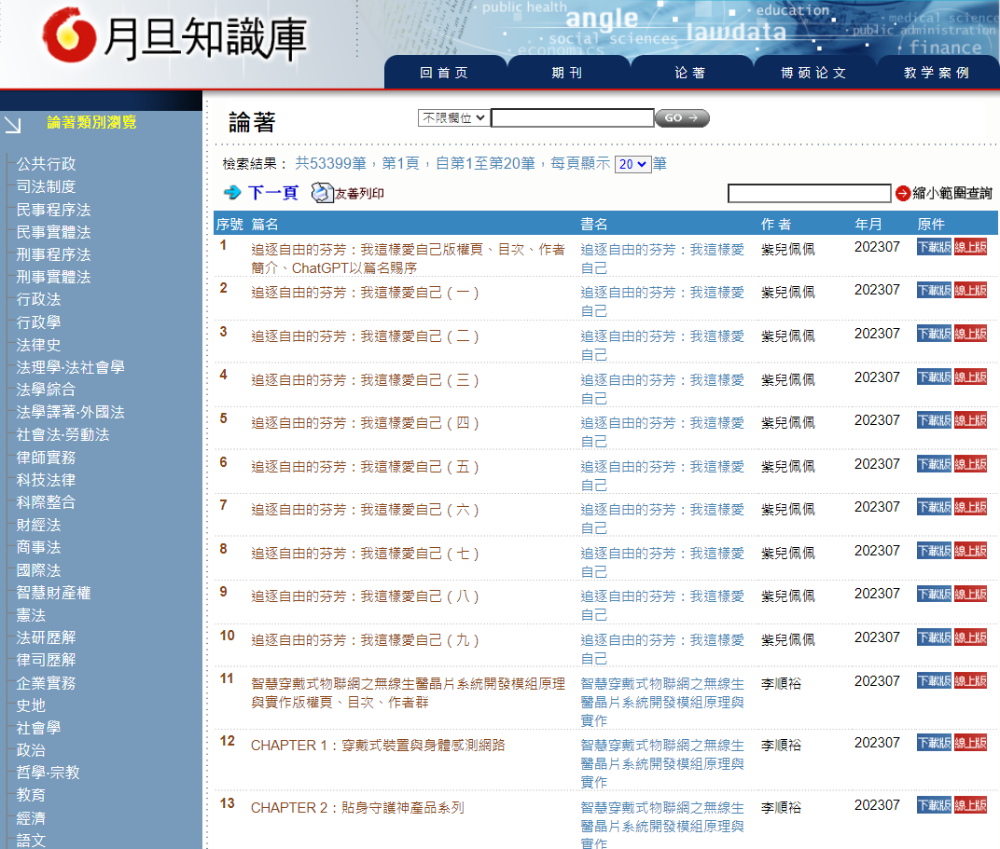 月旦知識庫
public health
angle
education
lawdata
social sciences
economics
medical science
public administration
finance
回首页
期刊
论著
博硕论文
教学案例
論著類別瀏覽
公共行政
司法制度
民事程序法
民事實體法
刑事程序法
刑事實體法
行政法
行政學
法律史
法理學‧法社會學
法學綜合
法學譯著‧外國法
社會法‧勞動法
律師實務
科技法律
科際整合
財經法
商事法
國際法
智慧財產權
憲法
法研歷解
律司歷解
企業實務
史地
社會學
政治
哲學‧宗教
教育
經濟
語文
論著
不限欄位
GO
檢索結果： 共53399筆，第1頁，自第1至第20筆，每頁顯示 20 筆
下一頁 友善列印
縮小範圍查詢
序號 篇名 書名 作 者 年月 原件
1 追逐自由的芬芳：我這樣愛自己版權頁、目次、作者 追逐自由的芬芳：我這樣愛 紫兒佩佩 202307 下載版 線上版
簡介、ChatGPT以篇名賜序 自己
2 追逐自由的芬芳：我這樣愛自己（一） 追逐自由的芬芳：我這樣愛 紫兒佩佩 202307 下載版 線上版
自己
3 追逐自由的芬芳：我這樣愛自己（二） 追逐自由的芬芳：我這樣愛 紫兒佩佩 202307 下載版 線上版
自己
4 追逐自由的芬芳：我這樣愛自己（三） 追逐自由的芬芳：我這樣愛 紫兒佩佩 202307 下載版 線上版
自己
5 追逐自由的芬芳：我這樣愛自己（四） 追逐自由的芬芳：我這樣愛 紫兒佩佩 202307 下載版 線上版
自己
6 追逐自由的芬芳：我這樣愛自己（五） 追逐自由的芬芳：我這樣愛 紫兒佩佩 202307 下載版 線上版
自己
7 追逐自由的芬芳：我這樣愛自己（六） 追逐自由的芬芳：我這樣愛 紫兒佩佩 202307 下載版 線上版
自己
8 追逐自由的芬芳：我這樣愛自己（七） 追逐自由的芬芳：我這樣愛 紫兒佩佩 202307 下載版 線上版
自己
9 追逐自由的芬芳：我這樣愛自己（八） 追逐自由的芬芳：我這樣愛 紫兒佩佩 202307 下載版 線上版
自己
10 追逐自由的芬芳：我這樣愛自己（九） 追逐自由的芬芳：我這樣愛 紫兒佩佩 202307 下載版 線上版
自己
11 智慧穿戴式物聯網之無線生醫晶片系統開發模組原理 智慧穿戴式物聯網之無線生 李順裕 202307 下載版 線上版
與實作版權頁、目次、作者群 醫晶片系統開發模組原理與
實作
12 CHAPTER 1：穿戴式裝置與身體感測網路 智慧穿戴式物聯網之無線生 李順裕 202307 下載版 線上版
醫晶片系統開發模組原理與
實作
13 CHAPTER 2：貼身守護神產品系列 智慧穿戴式物聯網之無線生 李順裕 202307 下載版 線上版
醫晶片系統開發模組原理與
實作